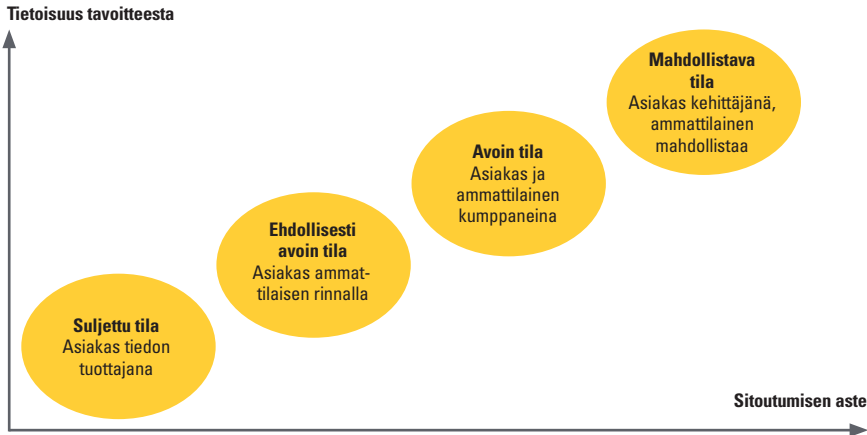 Tietoisuus tavoitteesta
Mahdollistava
tila
Asiakas kehittäjänä,
ammattilainen
mahdollistaa
Avoin tila
Asiakas ja
ammattilainen
kumppaneina
Ehdollisesti
avoin tila
Asiakas ammat-
tilaisen rinnalla
Suljettu tila
Asiakas tiedon
tuottajana
Sitoutumisen aste